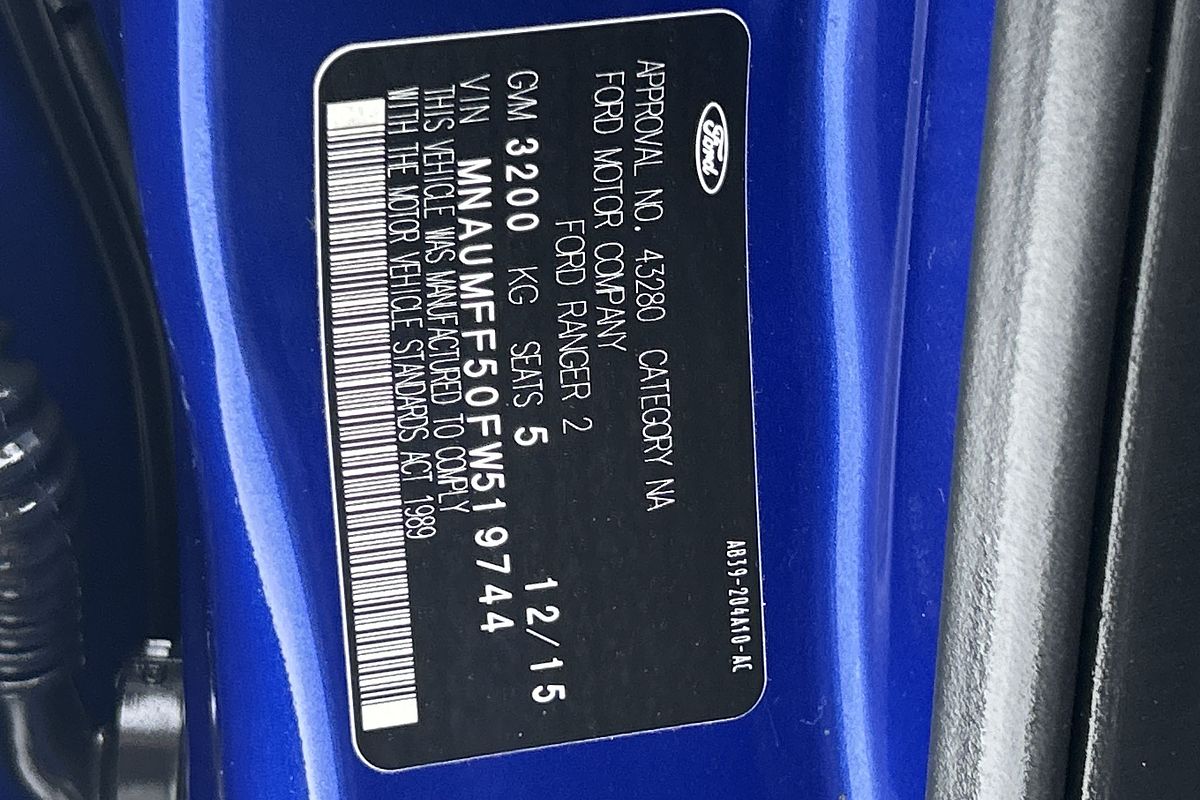 Ford
AB39-204A10-AC
APPROVAL NO. 43280 CATEGORY NA
FORD MOTOR COMPANY
FORD RANGER 2
GVM 3200 KG SEATS 5 12/15
VIN MNAUMFF50FW519744
THIS VEHICLE WAS MANUFACTURED TO COMPLY
WITH THE MOTOR VEHICLE STANDARDS ACT 1989